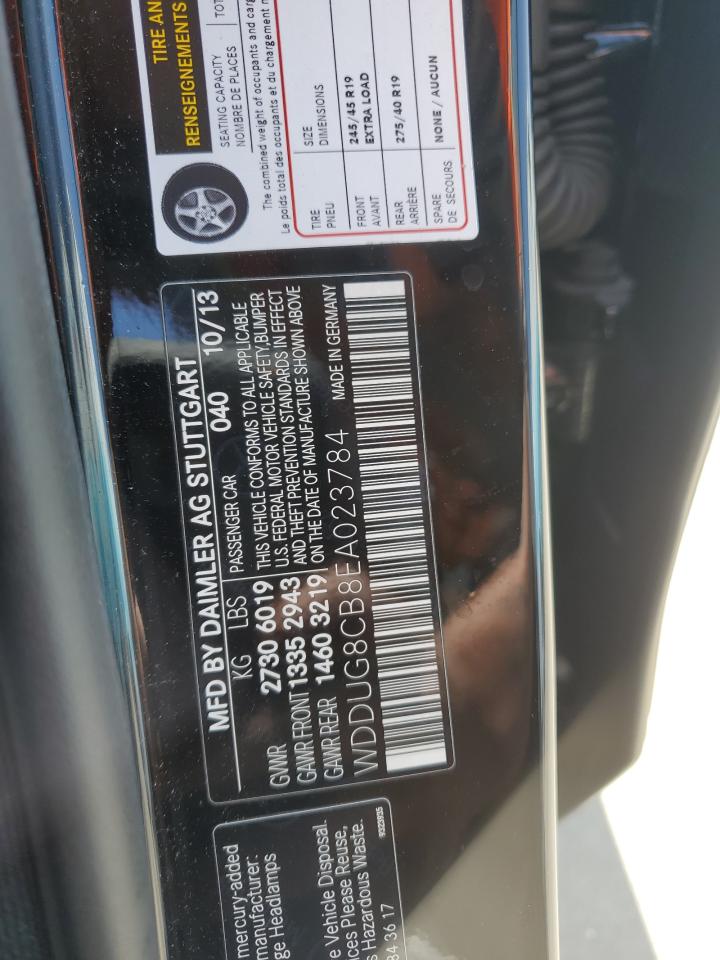 TIRE AN
RENSEIGNEMENTS
SEATING CAPACITY
NOMBRE DE PLACES
TOT
The combined weight of occupants and carg
Le poids total des occupants et du chargement n
TIRE SIZE
PNEU DIMENSIONS
FRONT 245/45 R19
AVANT EXTRA LOAD
REAR 275/40 R19
ARRIÈRE
SPARE NONE / AUCUN
DE SECOURS
MFD BY DAIMLER AG STUTTGART
KG LBS PASSENGER CAR 040 10/13
GVWR 2730 6019
GAWR FRONT 1335 2943
GAWR REAR 1460 3219
THIS VEHICLE CONFORMS TO ALL APPLICABLE
U.S. FEDERAL MOTOR VEHICLE SAFETY,BUMPER
AND THEFT PREVENTION STANDARDS IN EFFECT
ON THE DATE OF MANUFACTURE SHOWN ABOVE
WDDUG8CB8EA023784 MADE IN GERMANY
mercury-added
manufacturer:
ge Headlamps
e Vehicle Disposal.
ces Please Reuse,
s Hazardous Waste.
84 36 17
9323935